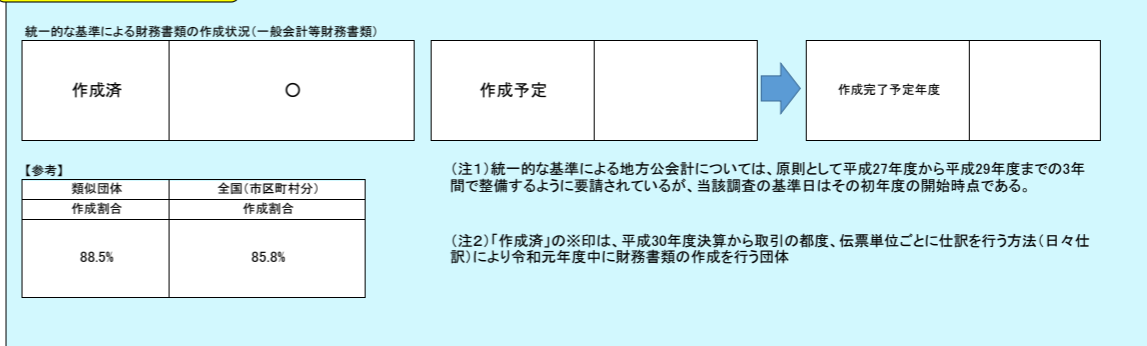 統一的な基準による財務書類の作成状況(一般会計等財務書類)
作成済
〇
作成予定
作成完了予定年度
【参考】
類似団体 全国(市区町村分)
作成割合 作成割合
88.5% 85.8%
(注1)統一的な基準による地方公会計については、原則として平成27年度から平成29年度までの3年
間で整備するように要請されているが、当該調査の基準日はその初年度の開始時点である。
(注2)「作成済」の※印は、平成30年度決算から取引の都度、伝票単位ごとに仕訳を行う方法(日々仕
訳)により令和元年度中に財務書類の作成を行う団体